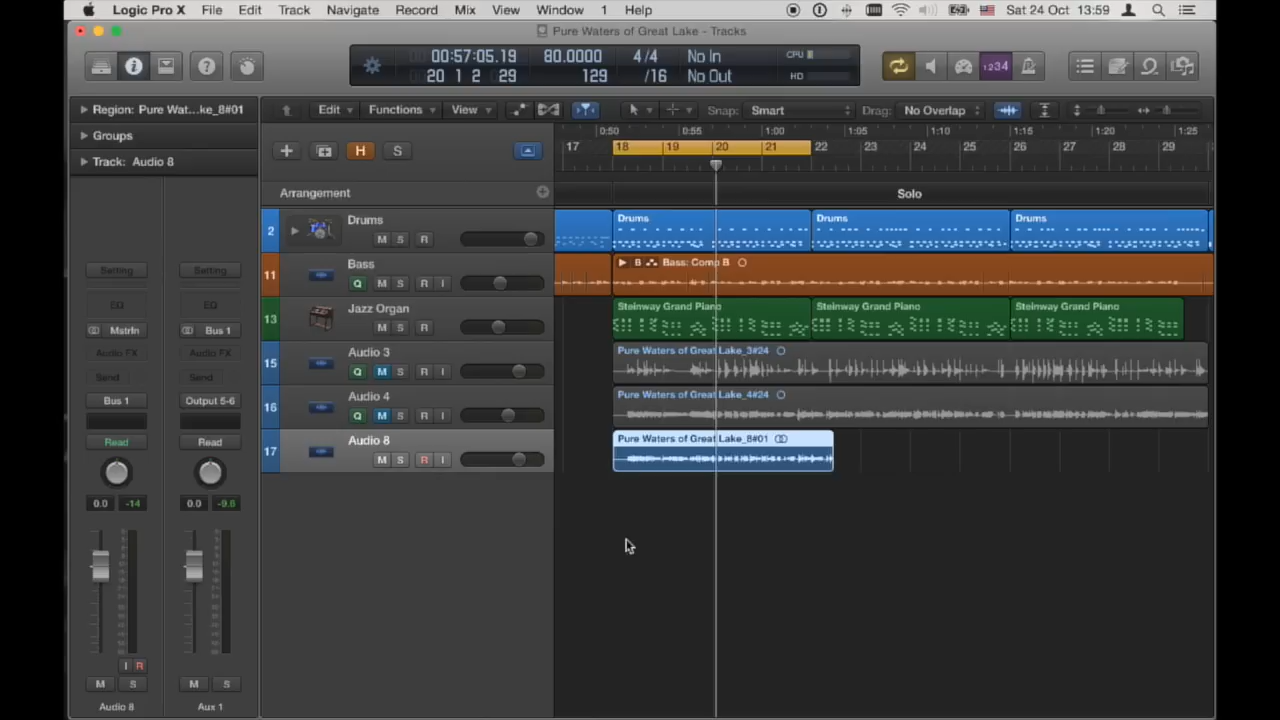 Logic Pro X File Edit Track Navigate Record Mix View Window 1 Help Sat 24 Oct 13:59
Pure Waters of Great Lake - Tracks
00:57:05.19 80.0000 4/4 No In CPU
20 1 2 29 129 /16 No Out HD
1234
Region: Pure Wat...ke_8#01 Edit Functions View Snap: Smart Drag: No Overlap
Groups
Track: Audio 8
H S
0:50 0:55 1:00 1:05 1:10 1:15 1:20 1:25
17 18 19 20 21 22 23 24 25 26 27 28 29
Arrangement Solo
2 Drums M S R
Drums Drums Drums
11 Bass Q M S R I
B Bass: Comp B
13 Jazz Organ M S R
Steinway Grand Piano Steinway Grand Piano Steinway Grand Piano
15 Audio 3 Q M S R I
Pure Waters of Great Lake_3#24
16 Audio 4 Q M S R I
Pure Waters of Great Lake_4#24
17 Audio 8 M S R I
Pure Waters of Great Lake_8#01
Setting Setting
EQ EQ
MstrIn Bus 1
Audio FX Audio FX
Send Send
Bus 1 Output 5-6
Read Read
0.0 -14 0.0 -9.6
I R
M S M S
Audio 8 Aux 1